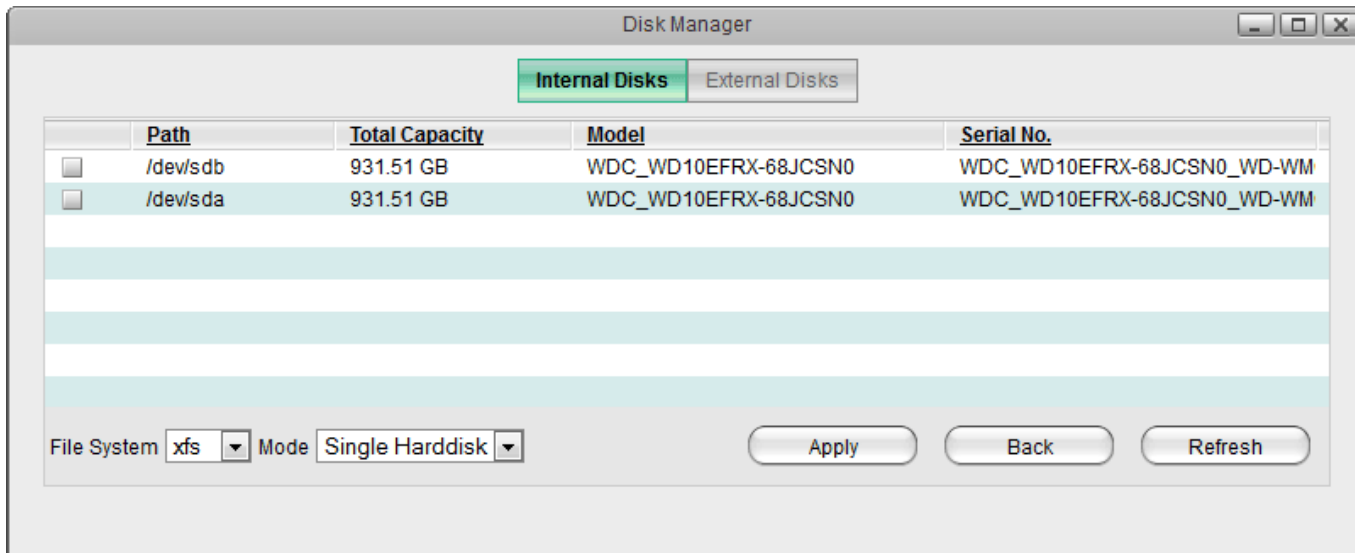 Disk Manager
Internal Disks External Disks
Path Total Capacity Model Serial No.
/dev/sdb 931.51 GB WDC_WD10EFRX-68JCSN0 WDC_WD10EFRX-68JCSN0_WD-WM
/dev/sda 931.51 GB WDC_WD10EFRX-68JCSN0 WDC_WD10EFRX-68JCSN0_WD-WM
File System xfs Mode Single Harddisk Apply Back Refresh